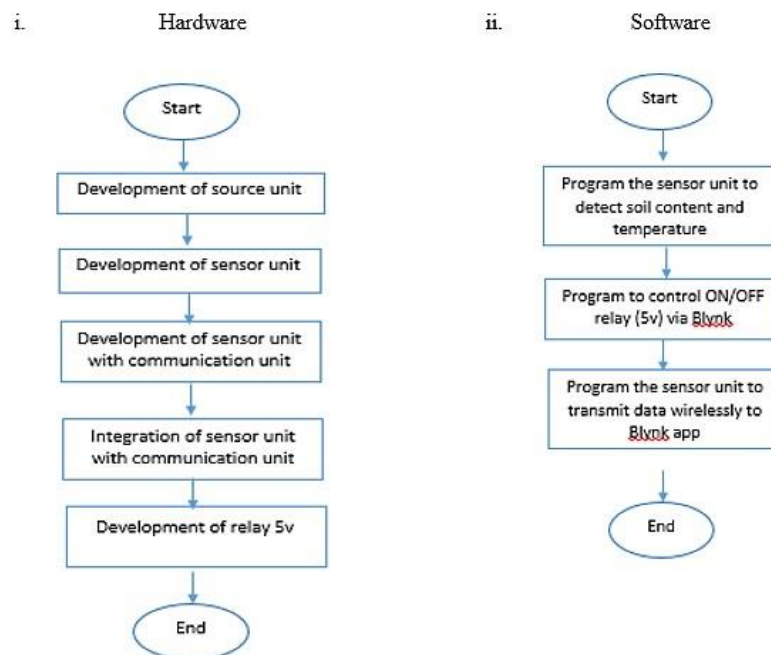 i. Hardware
Start
Development of source unit
Development of sensor unit
Development of sensor unit
with communication unit
Integration of sensor unit
with communication unit
Development of relay 5v
End
ii. Software
Start
Program the sensor unit to
detect soil content and
temperature
Program to control ON/OFF
relay (5v) via Blynk
Program the sensor unit to
transmit data wirelessly to
Blynk app
End